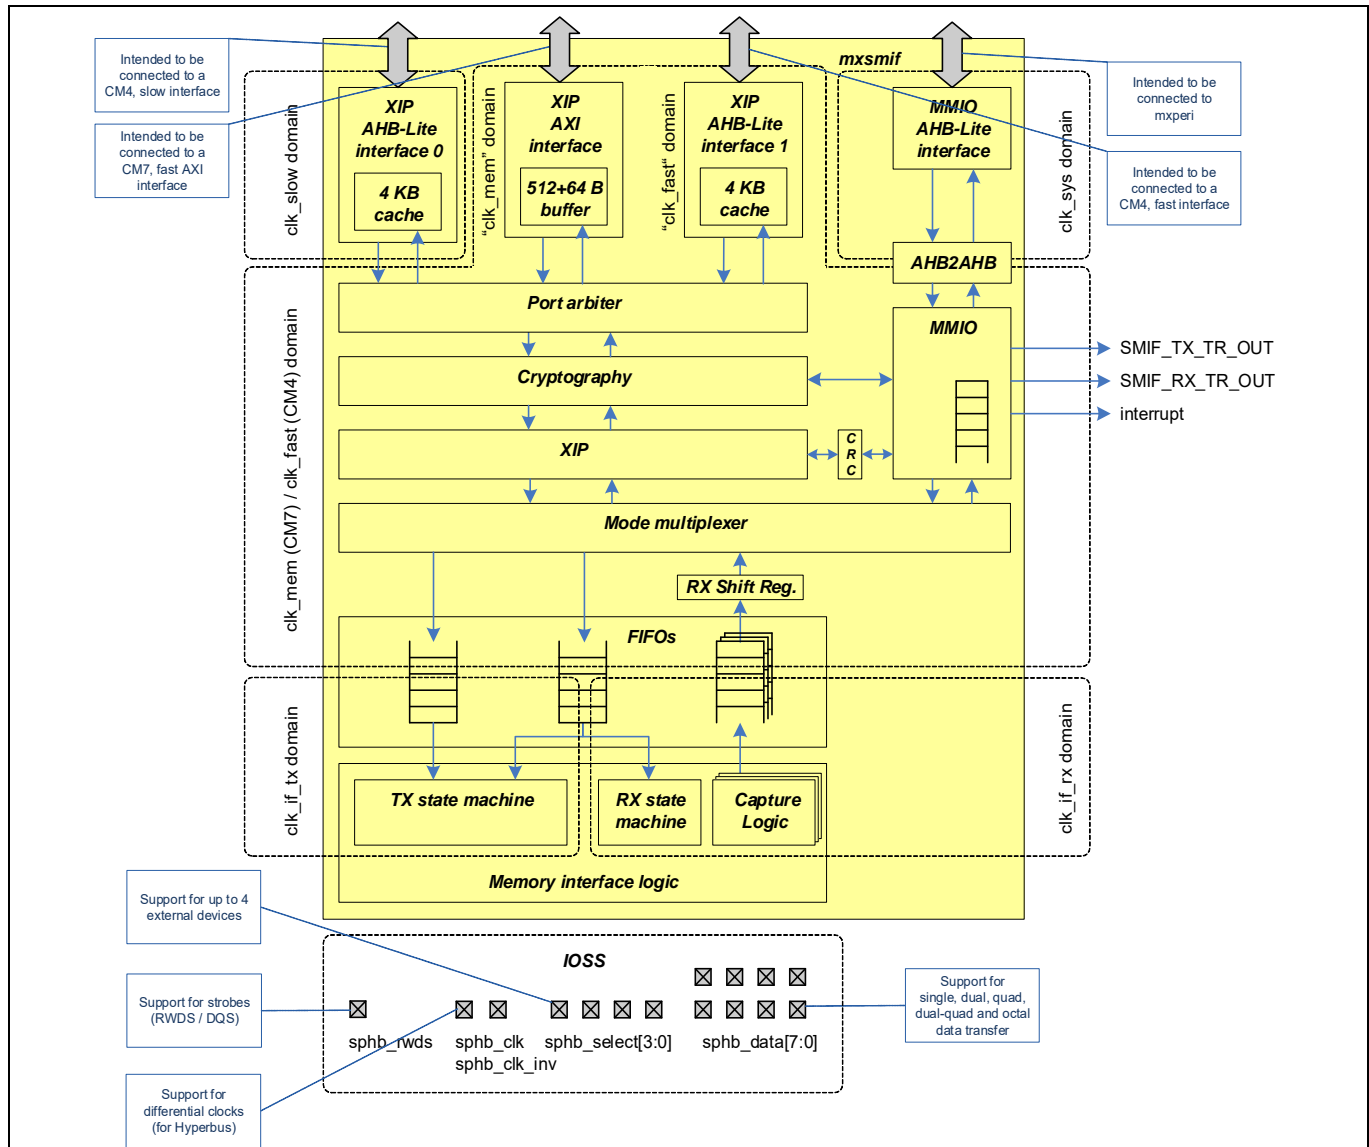 mxsmif
Intended to be
connected to a
CM4, slow interface
Intended to be
connected to a
CM7, fast AXI
interface
Intended to be
connected to
mxperi
Intended to be
connected to a
CM4, fast interface
clk_slow domain
XIP
AHB-Lite
interface 0
4 KB
cache
"clk_mem" domain
XIP
AXI
interface
512+64 B
buffer
"clk_fast" domain
XIP
AHB-Lite
interface 1
4 KB
cache
MMIO
AHB-Lite
interface
clk_sys domain
AHB2AHB
clk_mem (CM7) / clk_fast (CM4) domain
Port arbiter
MMIO
Cryptography
XIP
C
R
C
SMIF_TX_TR_OUT
SMIF_RX_TR_OUT
interrupt
Mode multiplexer
RX Shift Reg.
FIFOs
clk_if_tx domain
clk_if_rx domain
TX state machine
RX state
machine
Capture
Logic
Memory interface logic
Support for up to 4
external devices
IOSS
Support for strobes
(RWDS / DQS)
Support for
single, dual, quad,
dual-quad and octal
data transfer
sphb_rwds
sphb_clk
sphb_clk_inv
sphb_select[3:0]
sphb_data[7:0]
Support for
differential clocks
(for Hyperbus)